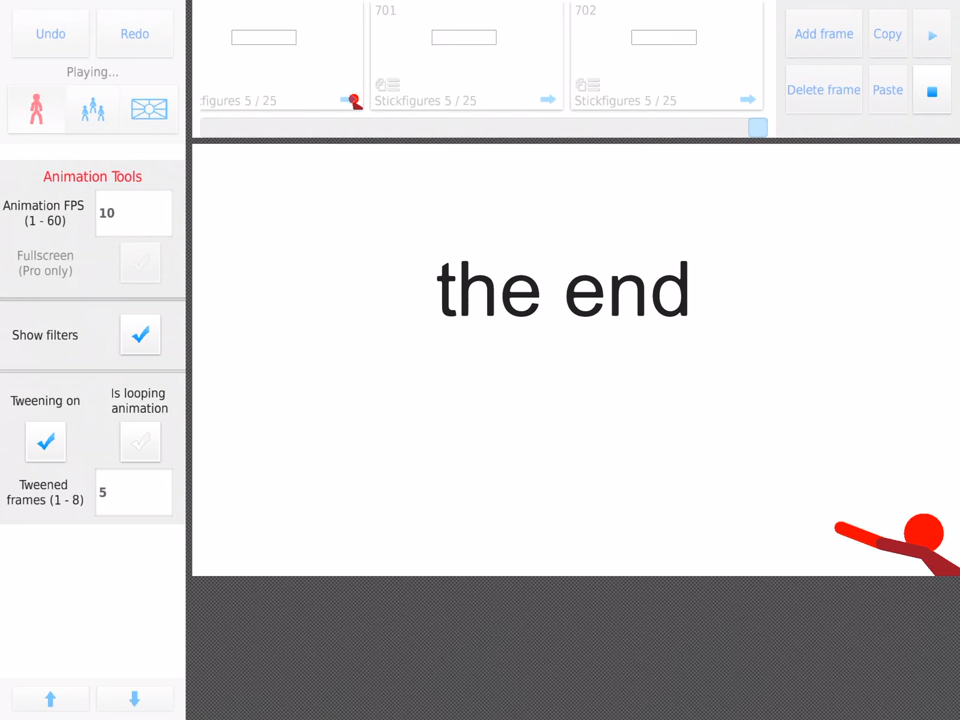 Undo
Redo
Playing...
Animation Tools
Animation FPS
(1 - 60)
10
Fullscreen
(Pro only)
Show filters
Tweening on
Is looping
animation
Tweened
frames (1 - 8)
5
:figures 5 / 25
701
Stickfigures 5 / 25
702
Stickfigures 5 / 25
Add frame
Copy
Delete frame
Paste
the end